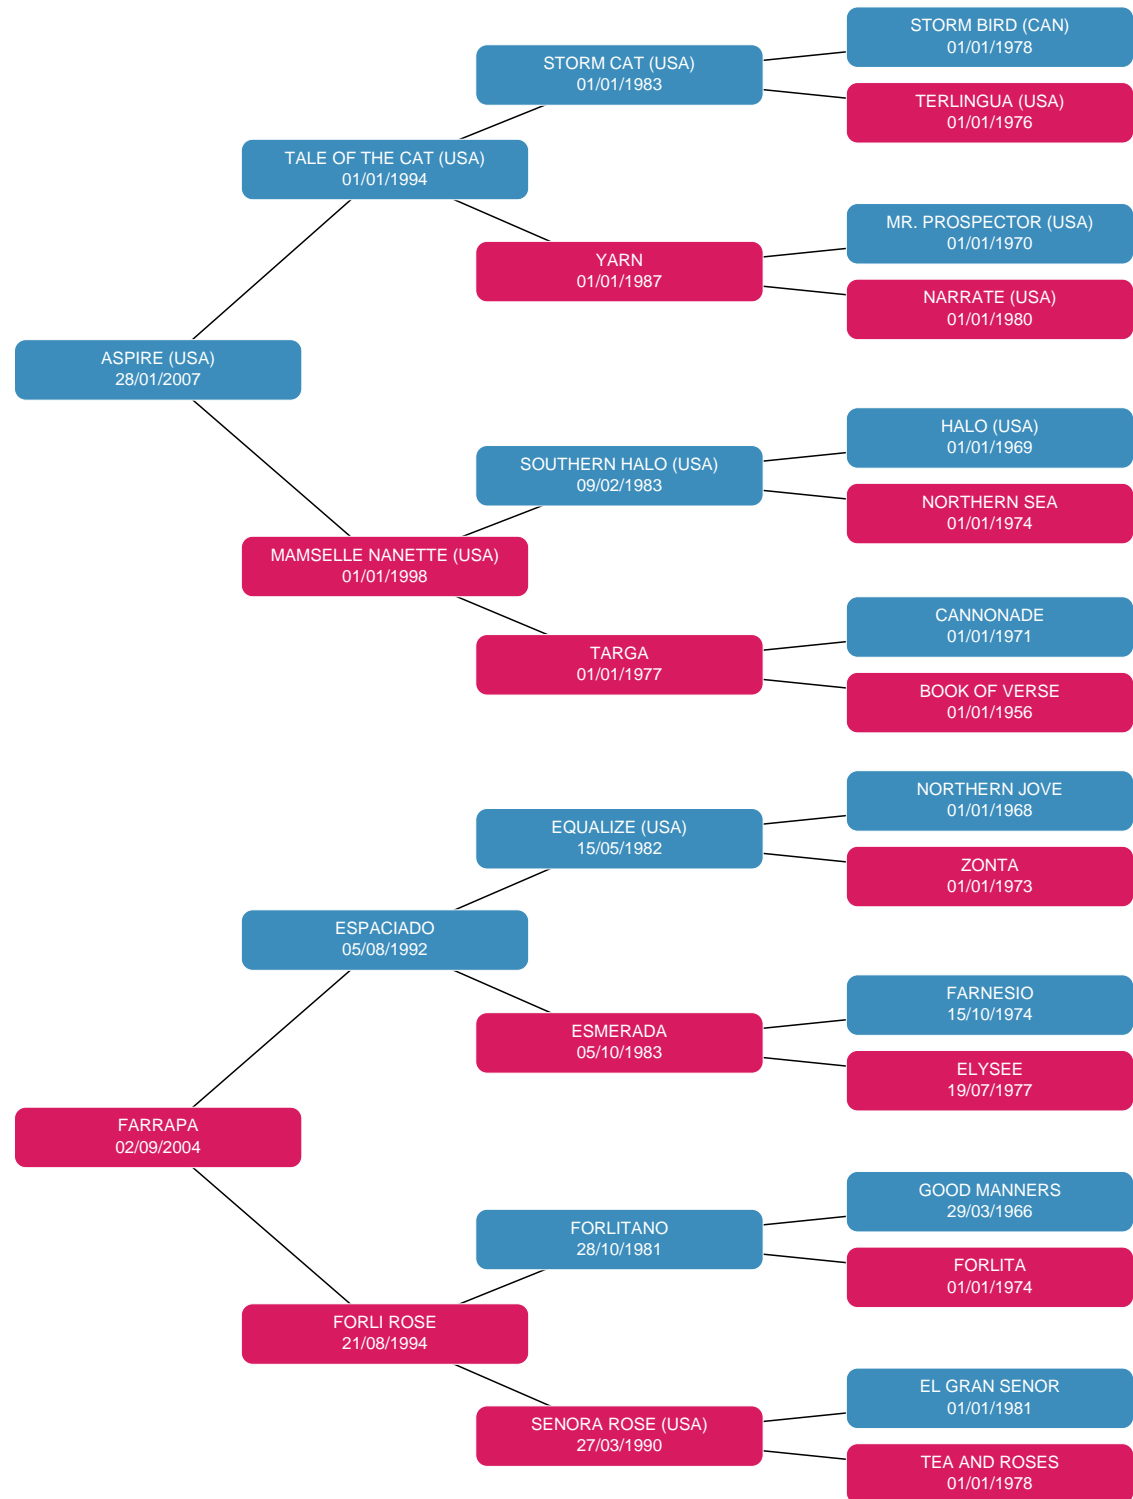 STORM BIRD (CAN)
01/01/1978
STORM CAT (USA)
01/01/1983
TERLINGUA (USA)
01/01/1976
TALE OF THE CAT (USA)
01/01/1994
MR. PROSPECTOR (USA)
01/01/1970
YARN
01/01/1987
NARRATE (USA)
01/01/1980
ASPIRE (USA)
28/01/2007
HALO (USA)
01/01/1969
SOUTHERN HALO (USA)
09/02/1983
NORTHERN SEA
01/01/1974
MAMSELLE NANETTE (USA)
01/01/1998
CANNONADE
01/01/1971
TARGA
01/01/1977
BOOK OF VERSE
01/01/1956
NORTHERN JOVE
01/01/1968
EQUALIZE (USA)
15/05/1982
ZONTA
01/01/1973
ESPACIADO
05/08/1992
FARNESIO
15/10/1974
ESMERADA
05/10/1983
ELYSEE
19/07/1977
FARRAPA
02/09/2004
GOOD MANNERS
29/03/1966
FORLITANO
28/10/1981
FORLITA
01/01/1974
FORLI ROSE
21/08/1994
EL GRAN SENOR
01/01/1981
SENORA ROSE (USA)
27/03/1990
TEA AND ROSES
01/01/1978